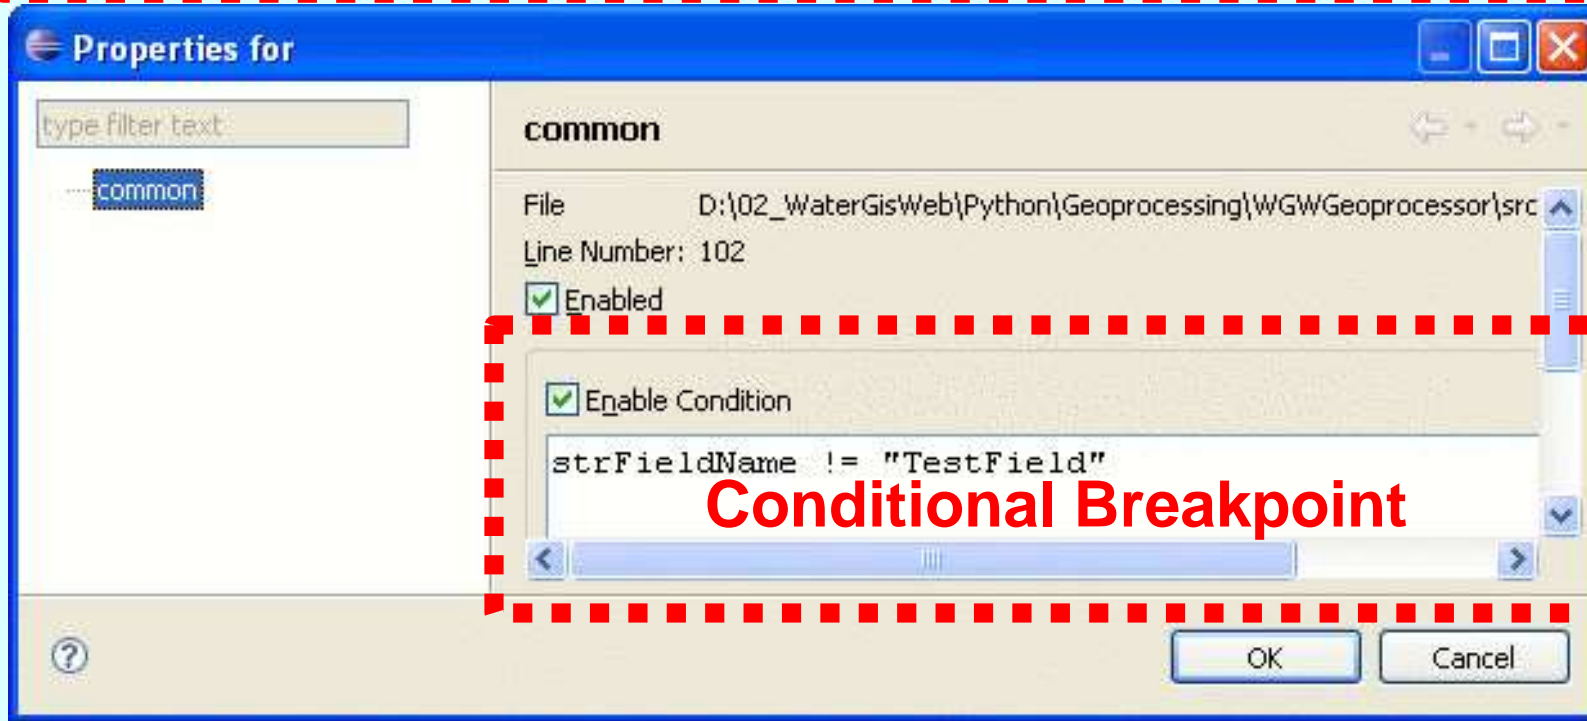 Properties for
type filter text
common
common
File D:\02_WaterGisWeb\Python\Geoprocessing\WGWGeoprocessor\src
Line Number: 102
Enabled
Enable Condition
strFieldName != "TestField"
Conditional Breakpoint
?
OK Cancel